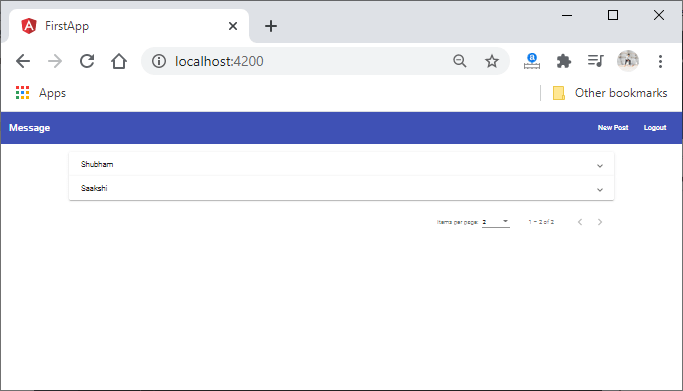 FirstApp
localhost:4200
Apps
Other bookmarks
Message
New Post
Logout
Shubham
Saakshi
Items per page: 2
1 – 2 of 2